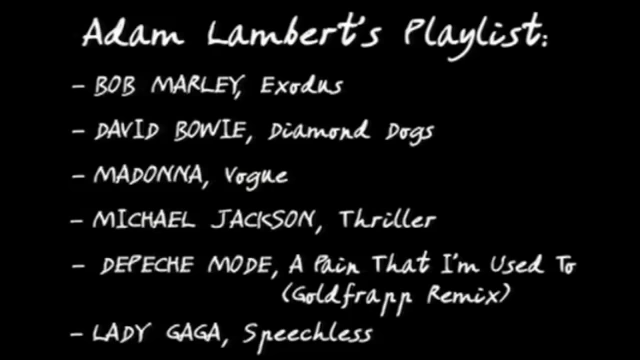 Adam Lambert's Playlist:
- BOB MARLEY, Exodus
- DAVID BOWIE, Diamond Dogs
- MADONNA, Vogue
- MICHAEL JACKSON, Thriller
- DEPECHE MODE, A Pain That I'm Used To
(Goldfrapp Remix)
- LADY GAGA, Speechless